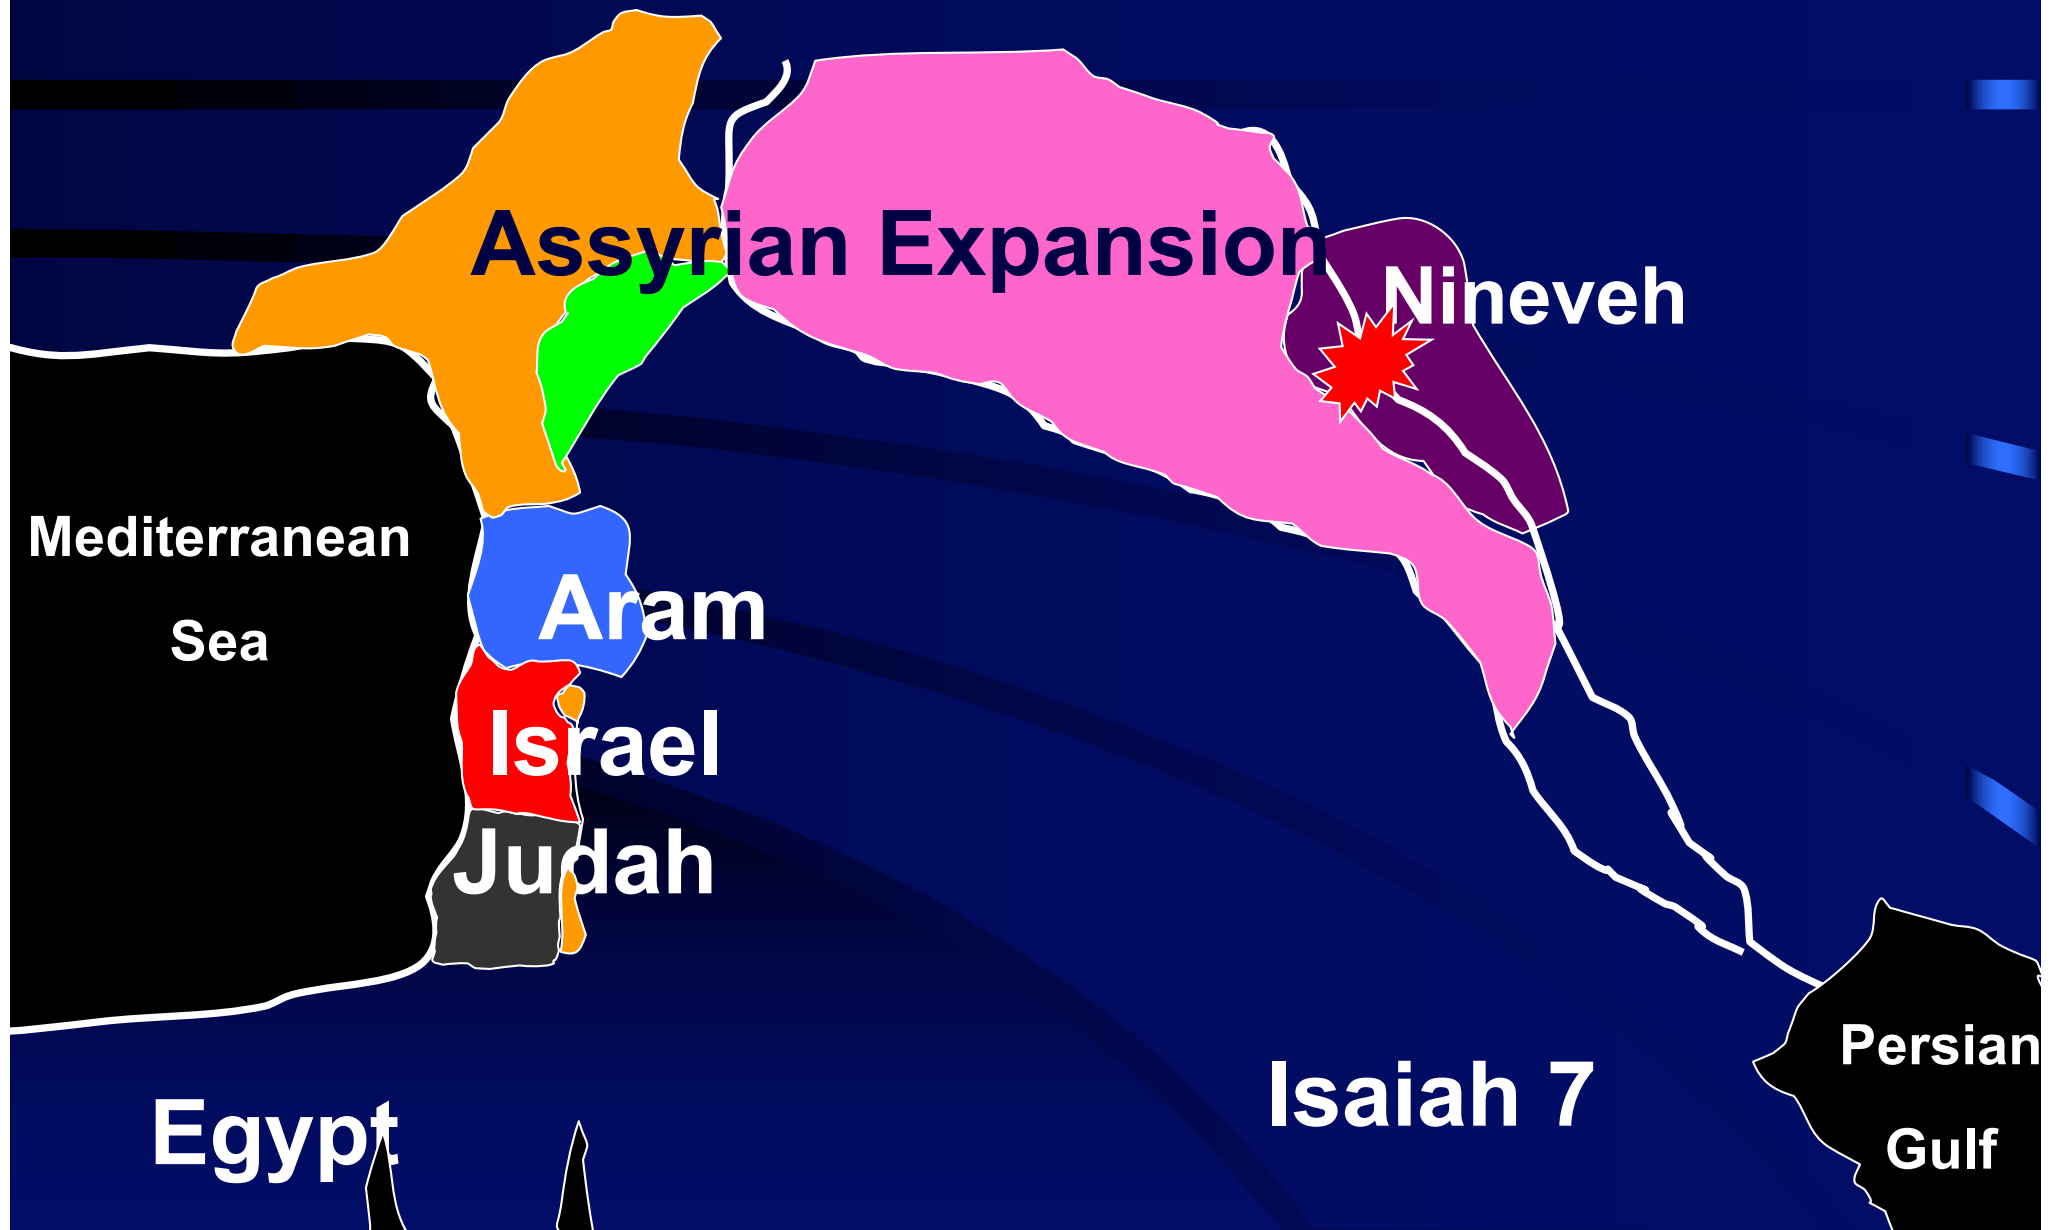 Assyrian Expansion
Nineveh
Mediterranean
Sea
Aram
Israel
Judah
Egypt
Isaiah 7
Persian
Gulf